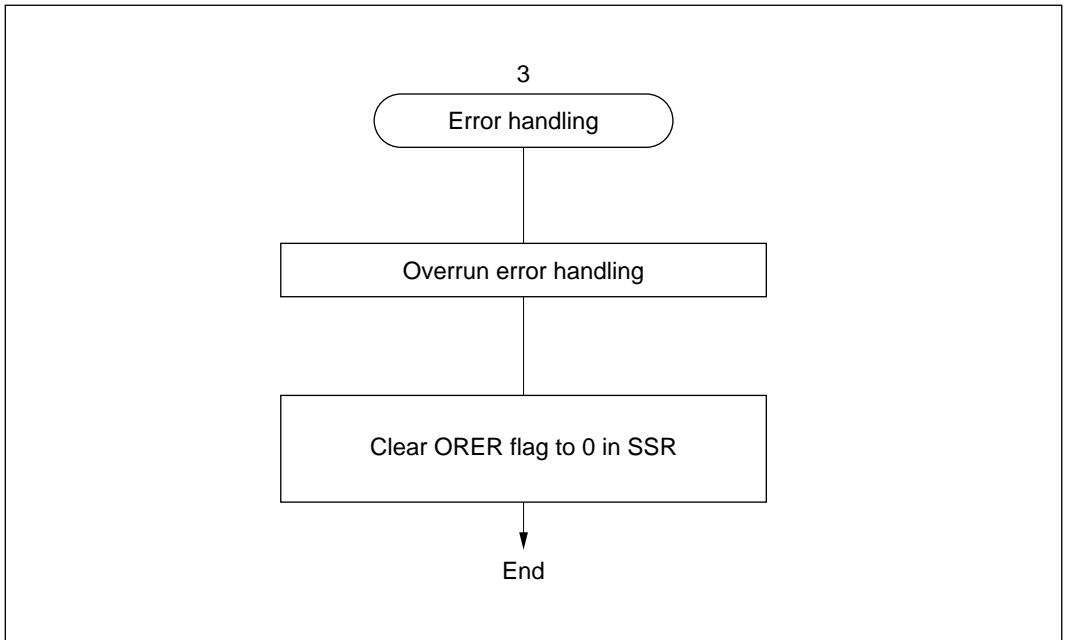 3
Error handling
Overrun error handling
Clear ORER flag to 0 in SSR
End